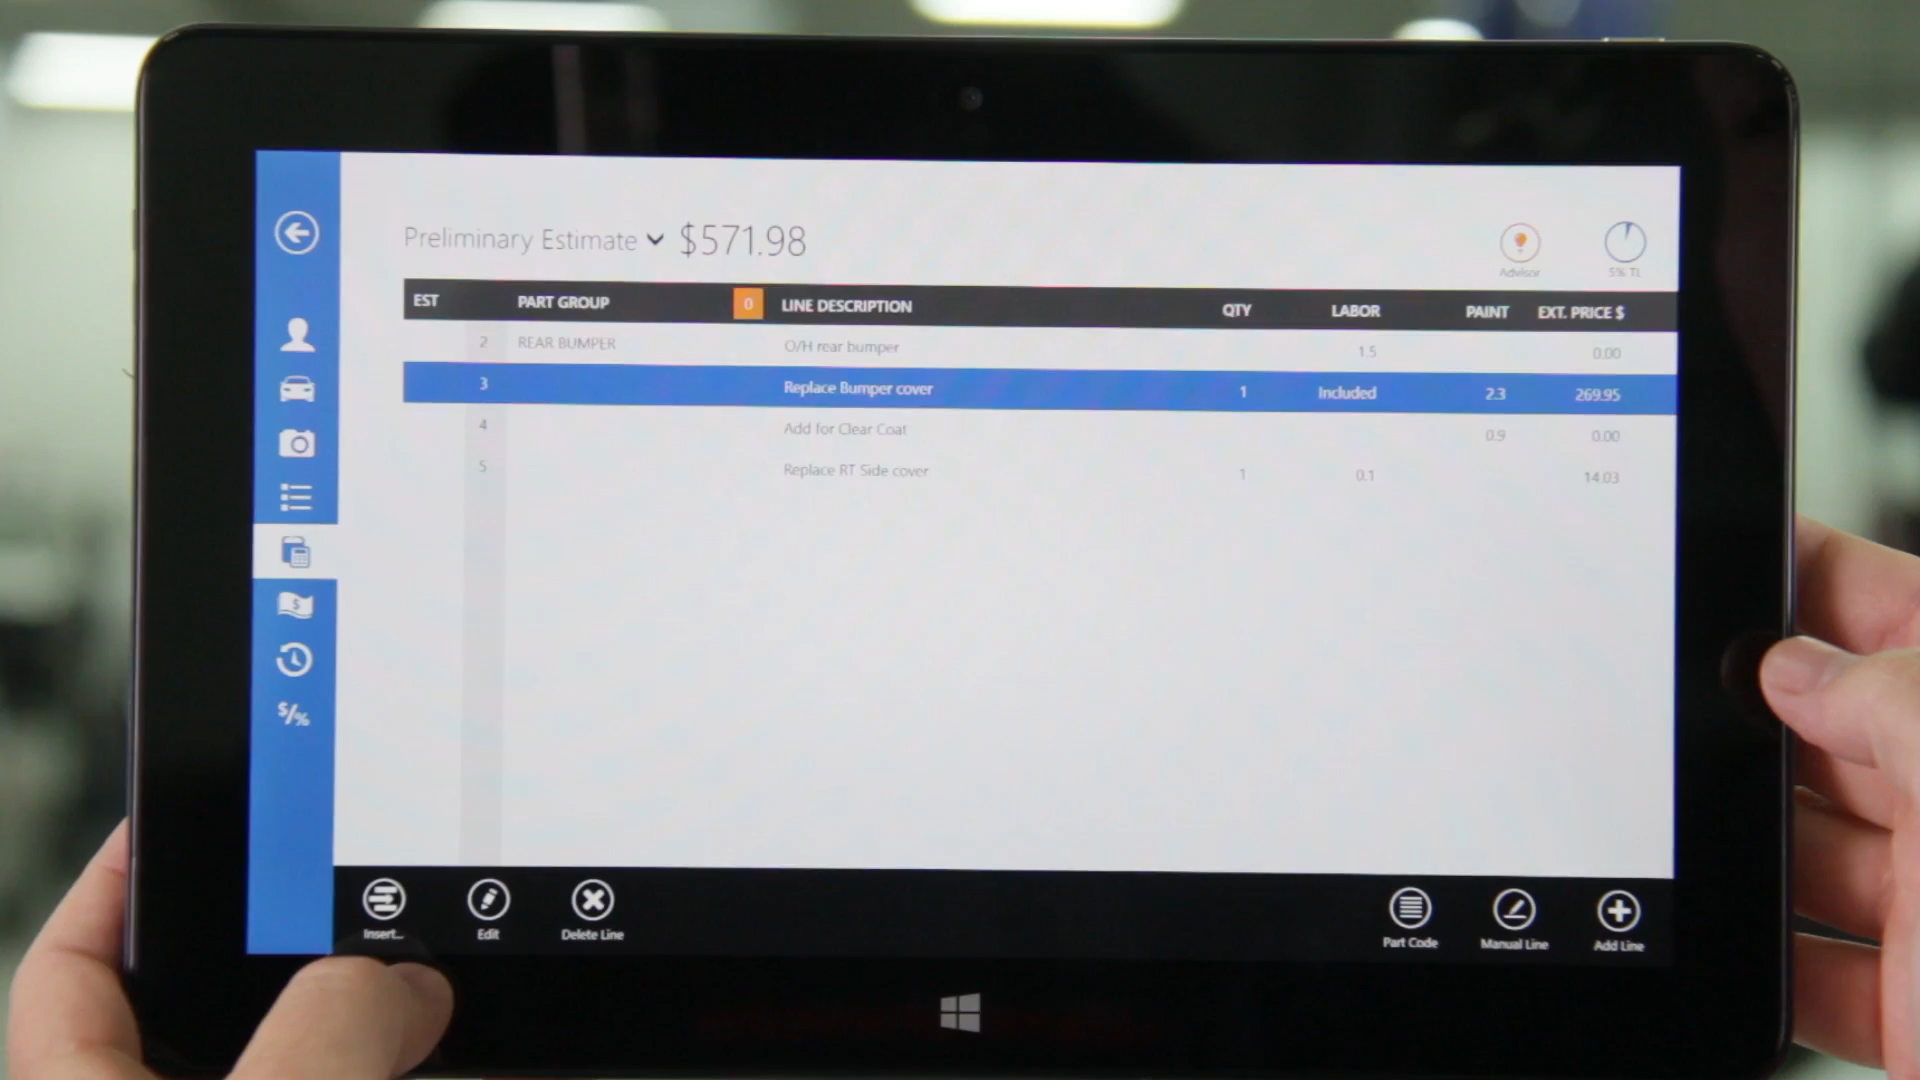 Preliminary Estimate $571.98
Advisor
5% TL
EST PART GROUP 0 LINE DESCRIPTION QTY LABOR PAINT EXT. PRICE $
2 REAR BUMPER O/H rear bumper 1.5 0.00
3 Replace Bumper cover 1 Included 2.3 269.95
4 Add for Clear Coat 0.9 0.00
5 Replace RT Side cover 1 0.1 14.03
$/%
Insert... Edit Delete Line Part Code Manual Line Add Line